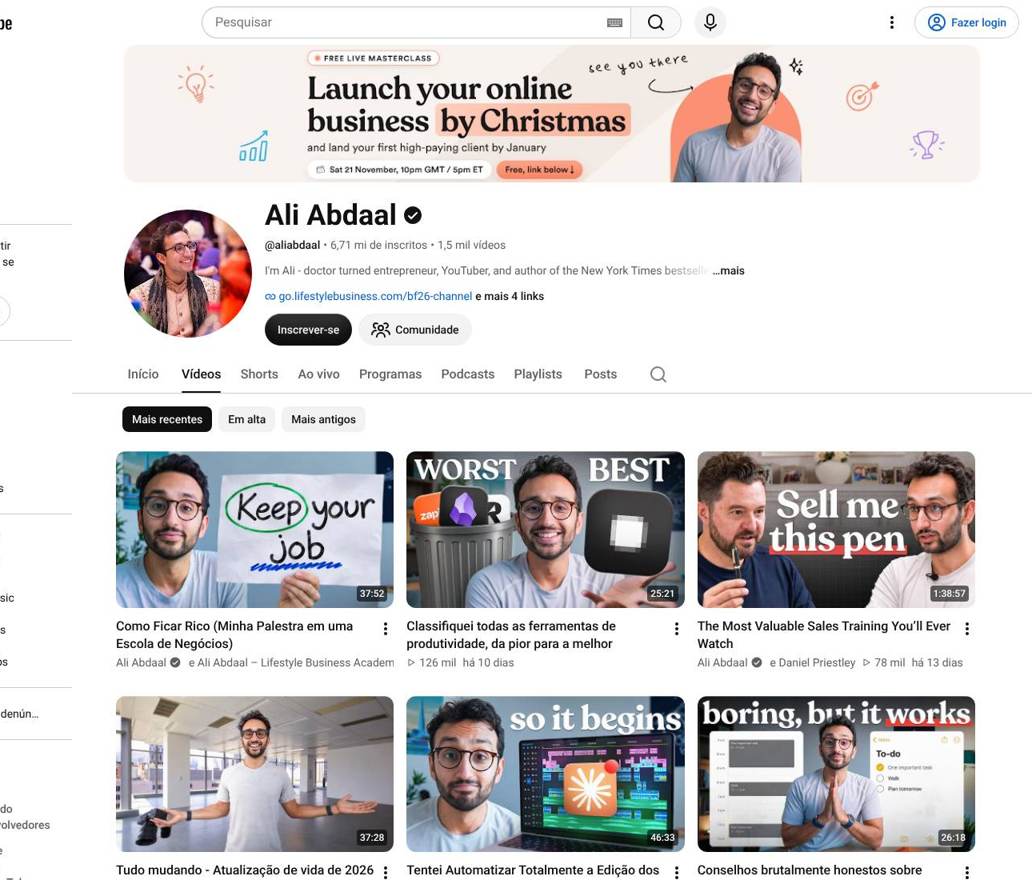 Pesquisar
Fazer login
FREE LIVE MASTERCLASS
see you there
Launch your online
business by Christmas
and land your first high-paying client by January
Sat 21 November, 10pm GMT / 5pm ET
Free, link below ↓
Ali Abdaal
@aliabdaal • 6,71 mi de inscritos • 1,5 mil vídeos
I'm Ali - doctor turned entrepreneur, YouTuber, and author of the New York Times bestselle ...mais
go.lifestylebusiness.com/bf26-channel e mais 4 links
Inscrever-se
Comunidade
Início Vídeos Shorts Ao vivo Programas Podcasts Playlists Posts
Mais recentes Em alta Mais antigos
Keep your
job
37:52
WORST BEST
zap
25:21
Sell me
this pen
1:38:57
Como Ficar Rico (Minha Palestra em uma
Escola de Negócios)
Ali Abdaal e Ali Abdaal – Lifestyle Business Academ
Classifiquei todas as ferramentas de
produtividade, da pior para a melhor
126 mil há 10 dias
The Most Valuable Sales Training You'll Ever
Watch
Ali Abdaal e Daniel Priestley 78 mil há 13 dias
37:28
so it begins
46:33
boring, but it works
To-do
One important task
Walk
Plan tomorrow
26:18
Tudo mudando - Atualização de vida de 2026
Tentei Automatizar Totalmente a Edição dos
Conselhos brutalmente honestos sobre